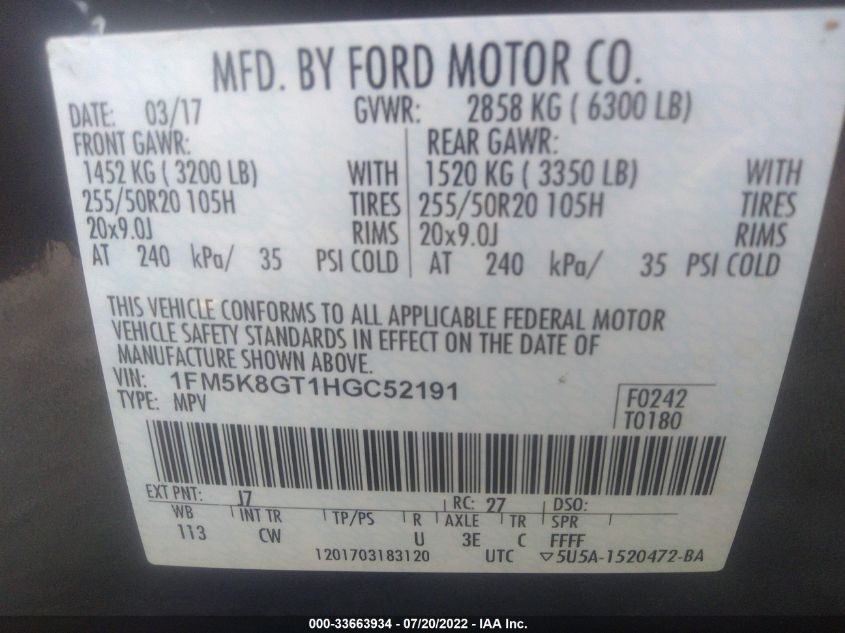 MFD. BY FORD MOTOR CO.
DATE: 03/17 GVWR: 2858 KG ( 6300 LB)
FRONT GAWR: REAR GAWR:
1452 KG ( 3200 LB) WITH 1520 KG ( 3350 LB) WITH
255/50R20 105H TIRES 255/50R20 105H TIRES
20x9.0J RIMS 20x9.0J RIMS
AT 240 kPa/ 35 PSI COLD AT 240 kPa/ 35 PSI COLD
THIS VEHICLE CONFORMS TO ALL APPLICABLE FEDERAL MOTOR
VEHICLE SAFETY STANDARDS IN EFFECT ON THE DATE OF
MANUFACTURE SHOWN ABOVE.
VIN: 1FM5K8GT1HGC52191
TYPE: MPV
F0242
T0180
EXT PNT: J7 RC: 27 DSO:
WB INT TR TP/PS R AXLE TR SPR
113 CW U 3E C FFFF
1201703183120 UTC ▽5U5A-1520472-BA
000-33663934 - 07/20/2022 - IAA Inc.